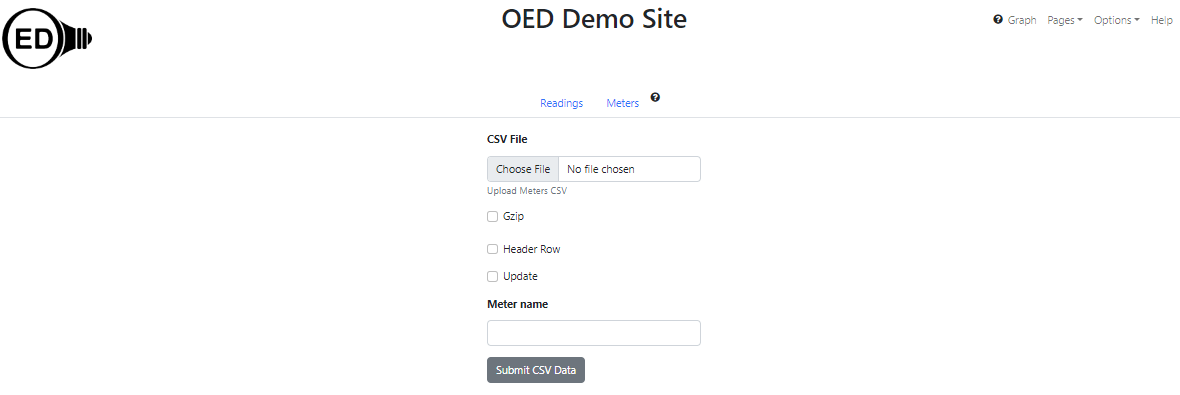 ED
OED Demo Site
Graph Pages Options Help
Readings Meters
CSV File
Choose File No file chosen
Upload Meters CSV
Gzip
Header Row
Update
Meter name
Submit CSV Data